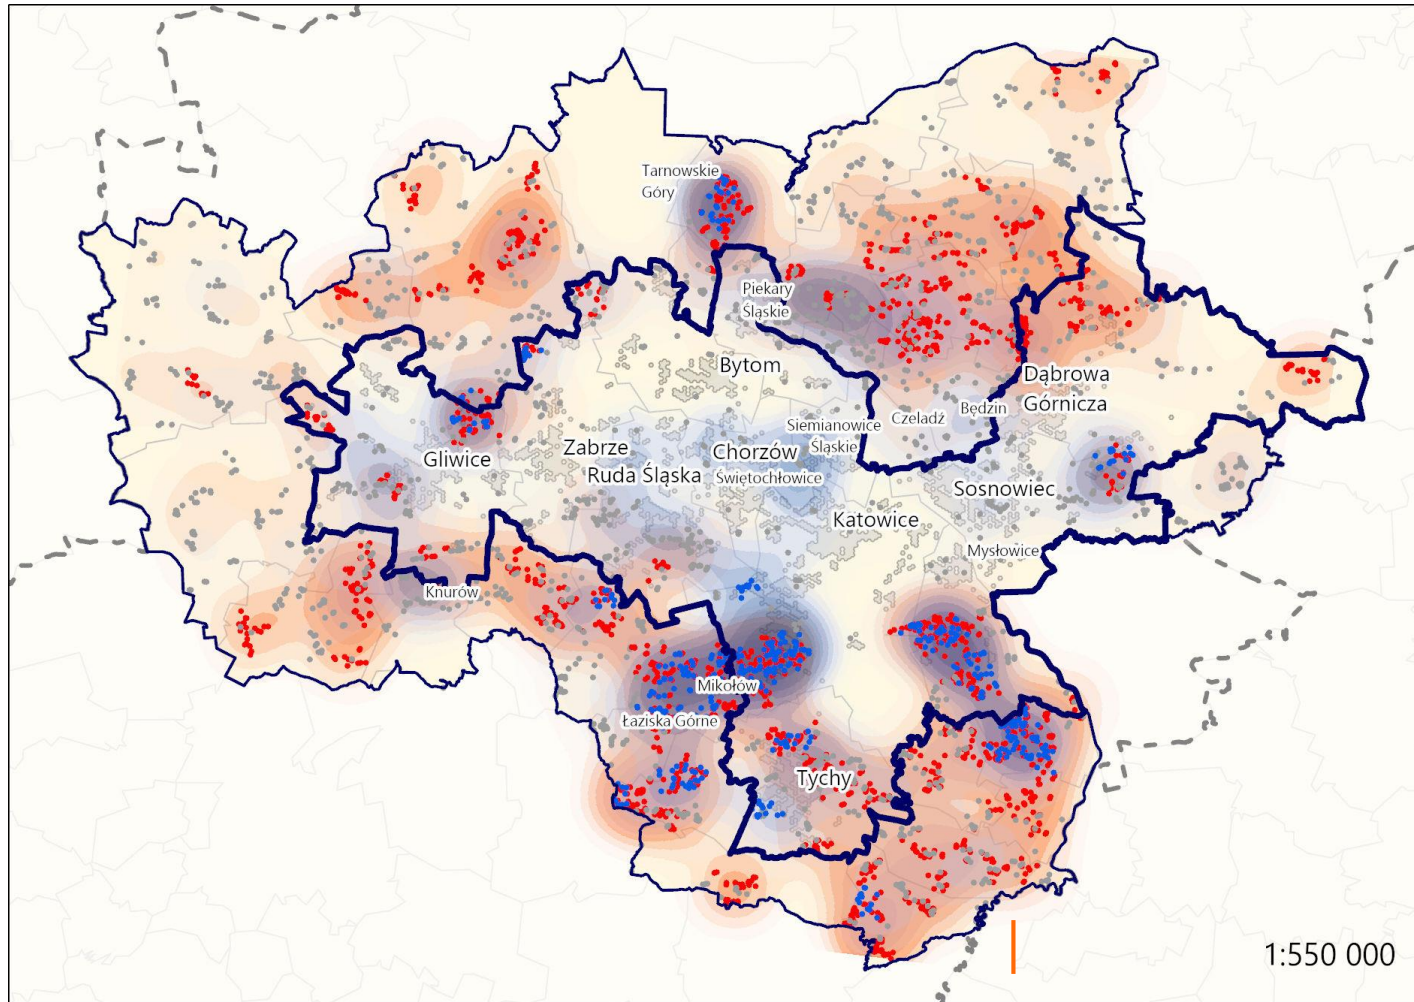 Tarnowskie
Góry
Piekary
Śląskie
Bytom
Dąbrowa
Górnicza
Będzin
Czeladź
Siemianowice
Śląskie
Chorzów
Zabrze
Gliwice
Ruda Śląska
Świętochłowice
Sosnowiec
Katowice
Mysłowice
Knurów
Mikołów
Łaziska Górne
Tychy
1:550 000